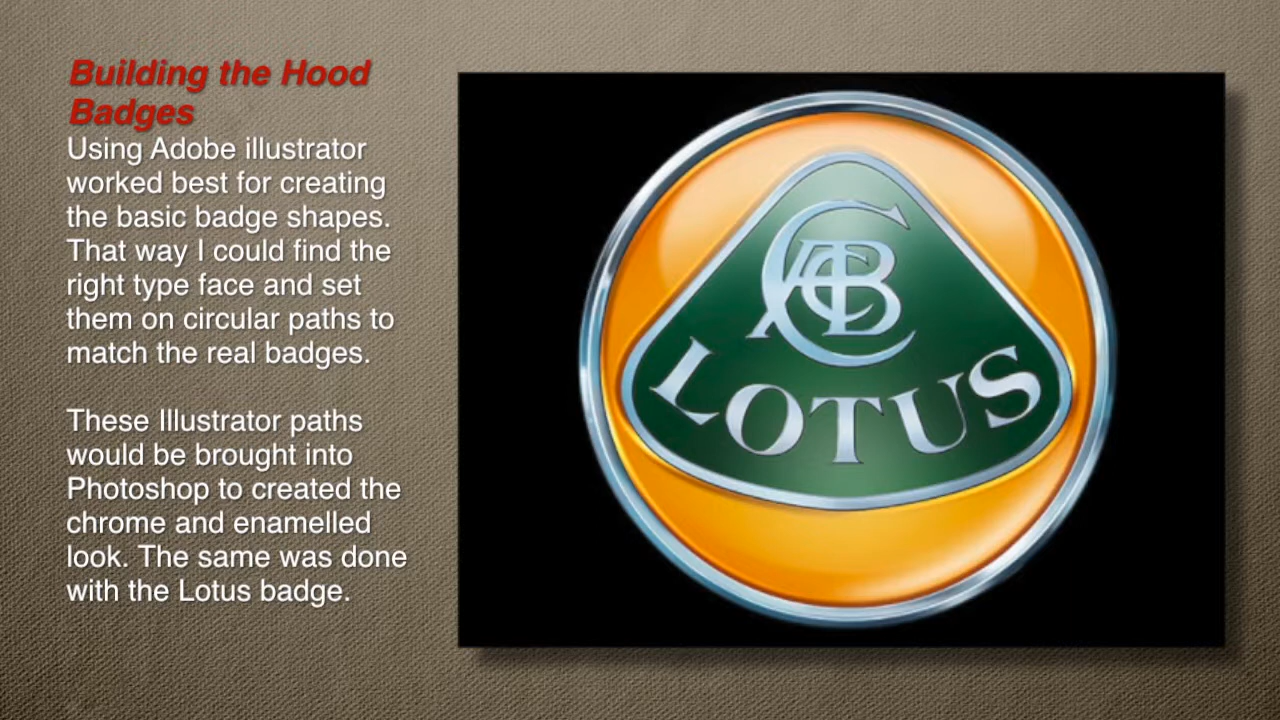 Building the Hood
Badges
Using Adobe illustrator
worked best for creating
the basic badge shapes.
That way I could find the
right type face and set
them on circular paths to
match the real badges.
These Illustrator paths
would be brought into
Photoshop to created the
chrome and enamelled
look. The same was done
with the Lotus badge.
ACBC
LOTUS